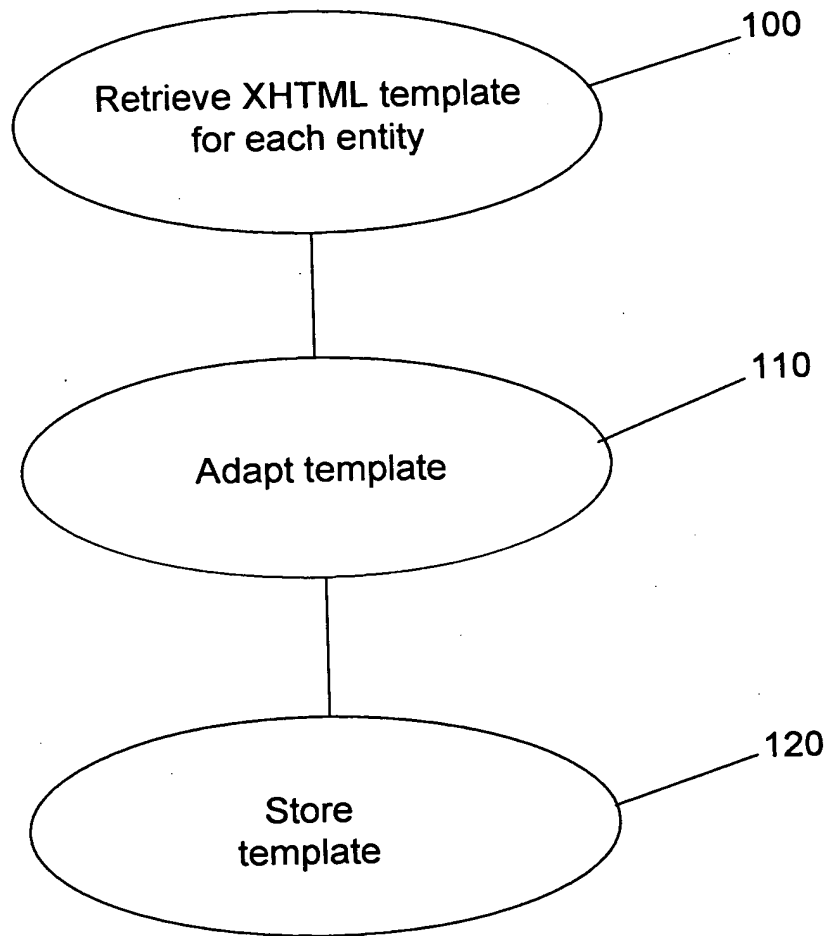 100
Retrieve XHTML template
for each entity
110
Adapt template
120
Store
template